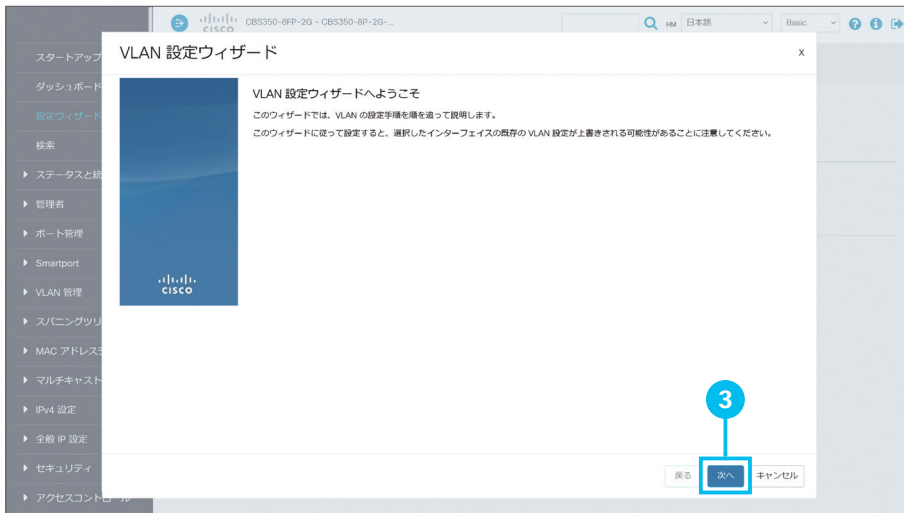 CISCO
CBS350-8FP-2G - CBS350-8P-2G-...
HM
日本語
Basic
スタートアップ
ダッシュボード
設定ウィザード
検索
ステータスと統
管理者
ポート管理
Smartport
VLAN 管理
スパニングツリ
MAC アドレス
マルチキャスト
IPv4 設定
全般 IP 設定
セキュリティ
アクセスコントロール
VLAN 設定ウィザード
X
CISCO
VLAN 設定ウィザードへようこそ
このウィザードでは、VLAN の設定手順を順を追って説明します。
このウィザードに従って設定すると、選択したインターフェイスの既存の VLAN 設定が上書きされる可能性があることに注意してください。
3
戻る
次へ
キャンセル